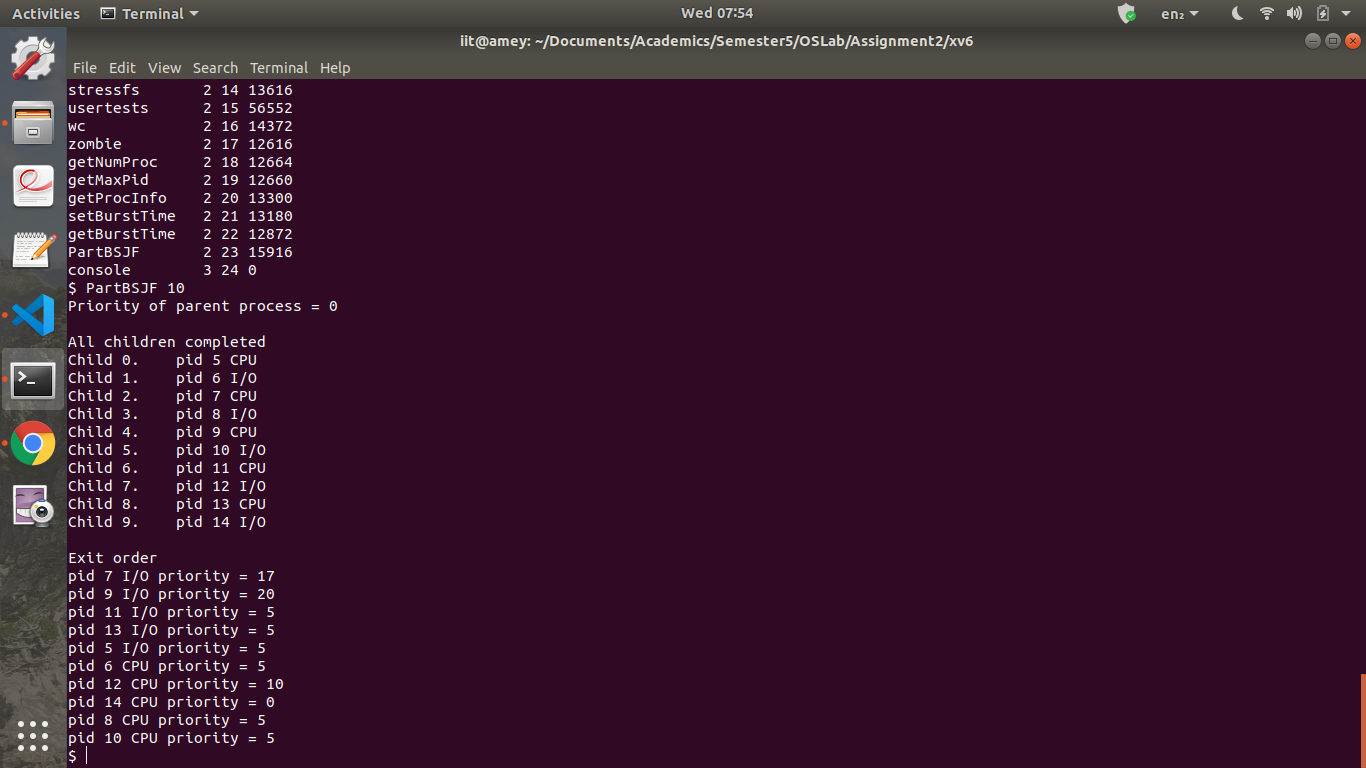 Activities Terminal Wed 07:54 en₂
iit@amey: ~/Documents/Academics/Semester5/OSLab/Assignment2/xv6
File Edit View Search Terminal Help
stressfs       2 14 13616
usertests      2 15 56552
wc             2 16 14372
zombie         2 17 12616
getNumProc     2 18 12664
getMaxPid      2 19 12660
getProcInfo    2 20 13300
setBurstTime   2 21 13180
getBurstTime   2 22 12872
PartBSJF       2 23 15916
console        3 24 0
$ PartBSJF 10
Priority of parent process = 0
All children completed
Child 0.    pid 5 CPU
Child 1.    pid 6 I/O
Child 2.    pid 7 CPU
Child 3.    pid 8 I/O
Child 4.    pid 9 CPU
Child 5.    pid 10 I/O
Child 6.    pid 11 CPU
Child 7.    pid 12 I/O
Child 8.    pid 13 CPU
Child 9.    pid 14 I/O
Exit order
pid 7 I/O priority = 17
pid 9 I/O priority = 20
pid 11 I/O priority = 5
pid 13 I/O priority = 5
pid 5 I/O priority = 5
pid 6 CPU priority = 5
pid 12 CPU priority = 10
pid 14 CPU priority = 0
pid 8 CPU priority = 5
pid 10 CPU priority = 5
$